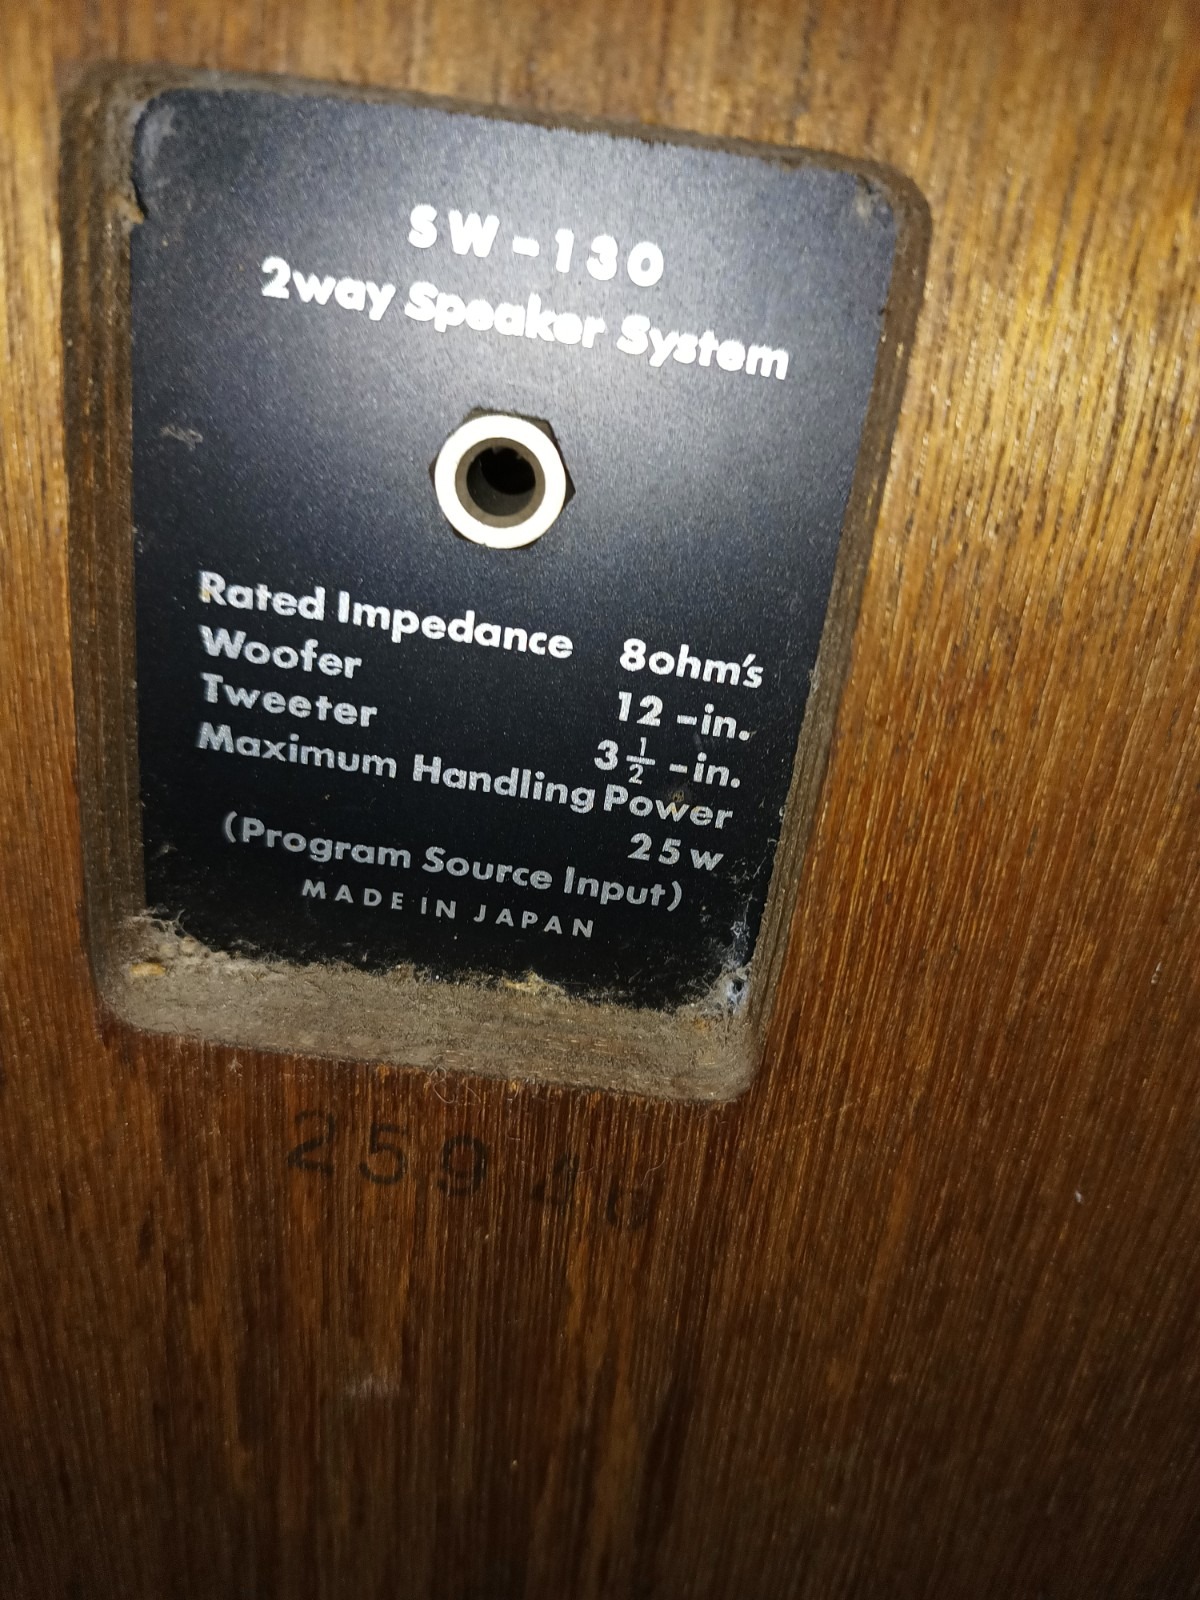 SW-130
2way Speaker System
Rated Impedance 8ohm's
Woofer 12-in.
Tweeter 3 1/2 -in.
Maximum Handling Power
25w
(Program Source Input)
MADE IN JAPAN
259